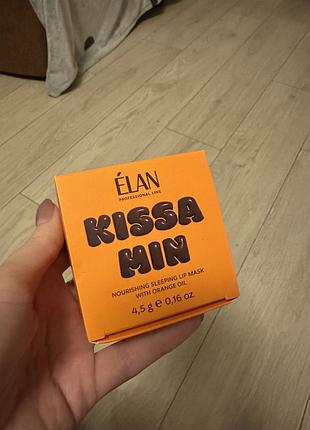 ÉLAN
PROFESSIONAL LINE
KISSA
MIN
NOURISHING SLEEPING LIP MASK
WITH ORANGE OIL
4,5 g ℮ 0,16 oz.